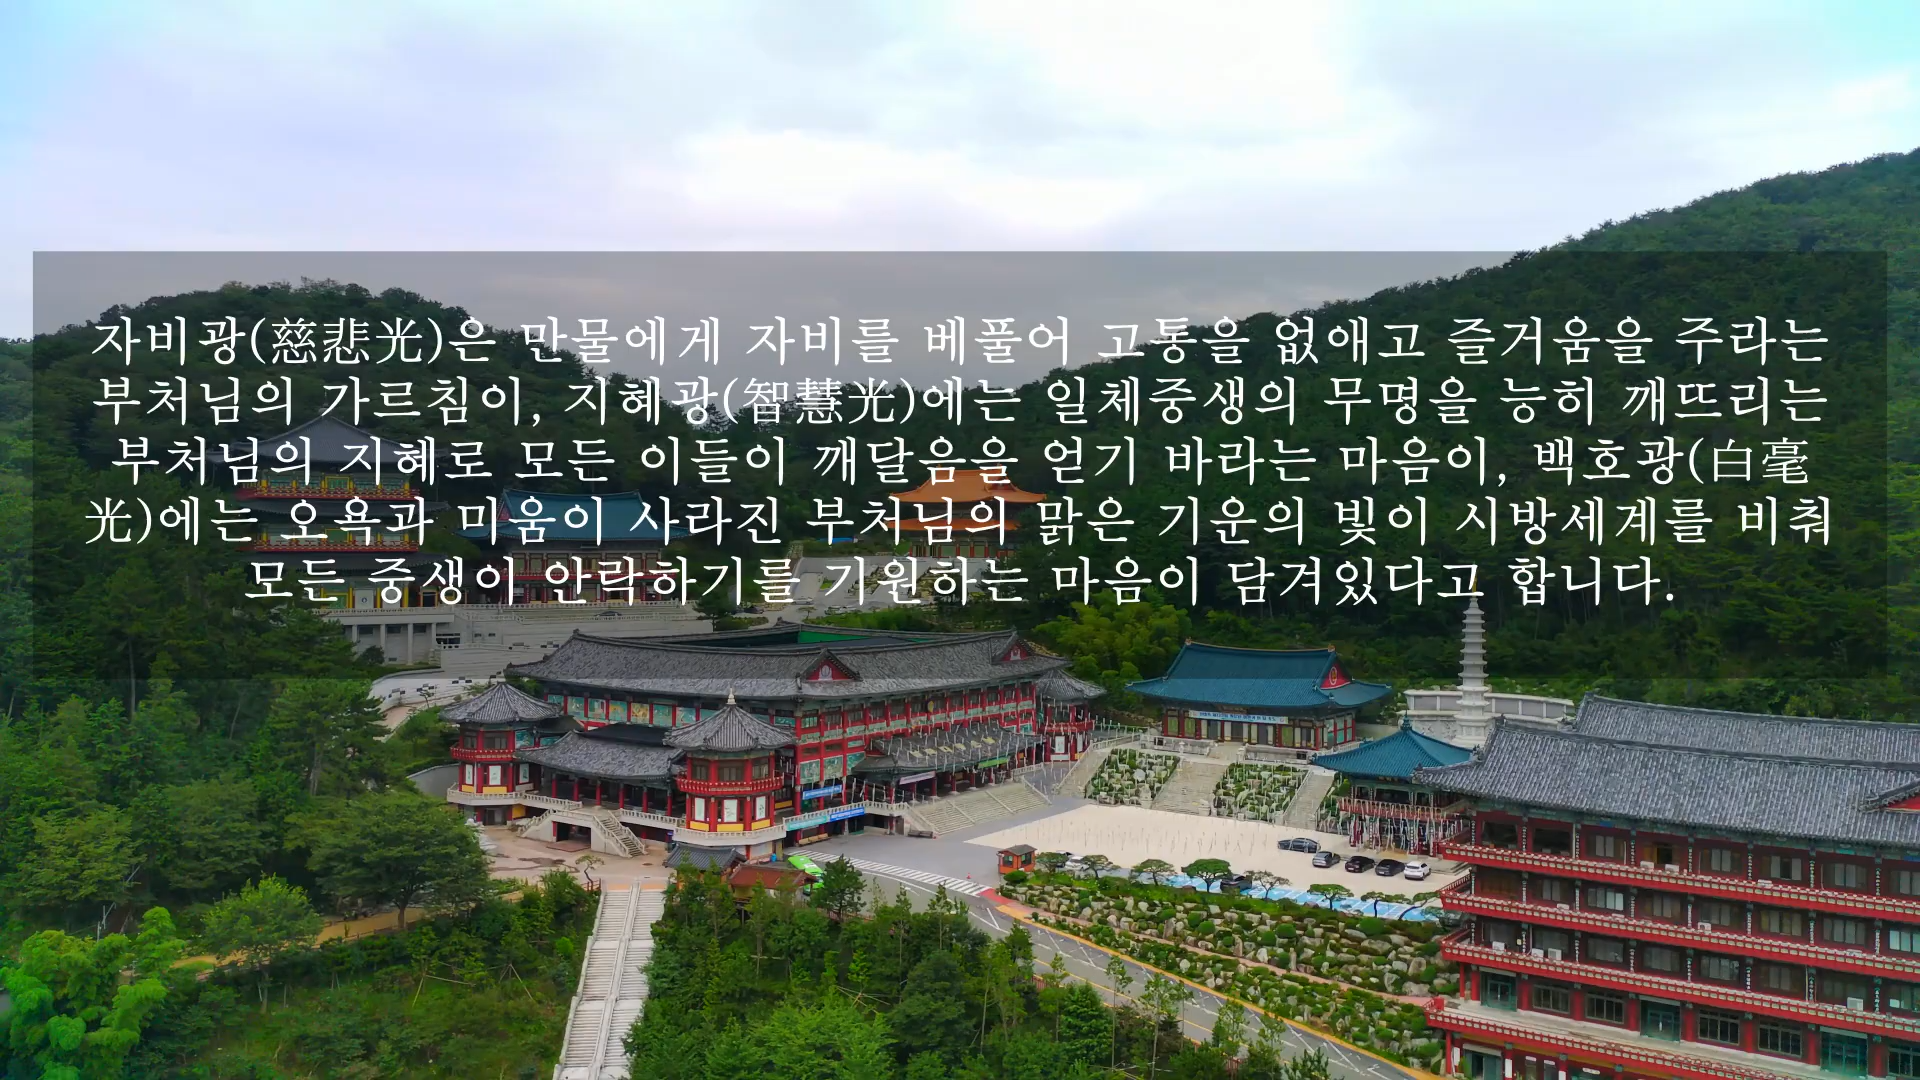 자비광(慈悲光)은 만물에게 자비를 베풀어 고통을 없애고 즐거움을 주라는
부처님의 가르침이, 지혜광(智慧光)에는 일체중생의 무명을 능히 깨뜨리는
부처님의 지혜로 모든 이들이 깨달음을 얻기 바라는 마음이, 백호광(白毫
光)에는 오욕과 미움이 사라진 부처님의 맑은 기운의 빛이 시방세계를 비춰
모든 중생이 안락하기를 기원하는 마음이 담겨있다고 합니다.